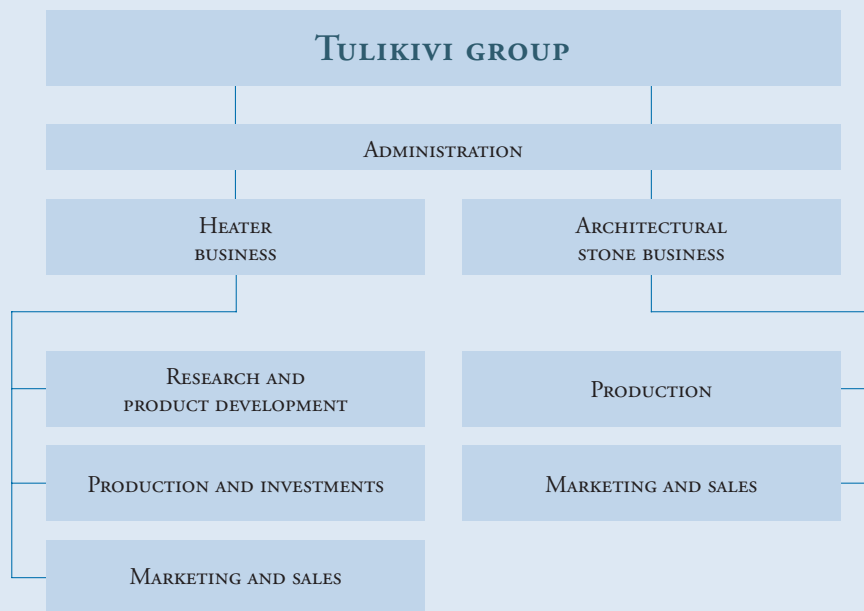 Tulikivi group
Administration
Heater
business
Architectural
stone business
Research and
product development
Production and investments
Marketing and sales
Production
Marketing and sales